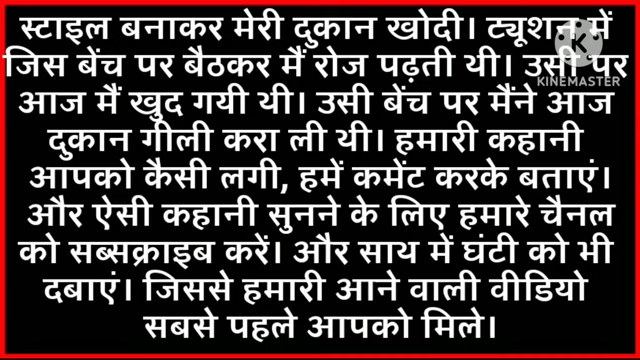 स्टाइल बनाकर मेरी दुकान खोदी। ट्यूशन में
जिस बेंच पर बैठकर मैं रोज पढ़ती थी। उसी पर
आज मैं खुद गयी थी। उसी बेंच पर मैंने आज
दुकान गीली करा ली थी। हमारी कहानी
आपको कैसी लगी, हमें कमेंट करके बताएं।
और ऐसी कहानी सुनने के लिए हमारे चैनल
को सब्सक्राइब करें। और साथ में घंटी को भी
दबाएं। जिससे हमारी आने वाली वीडियो
सबसे पहले आपको मिले।
K
KINEMASTER